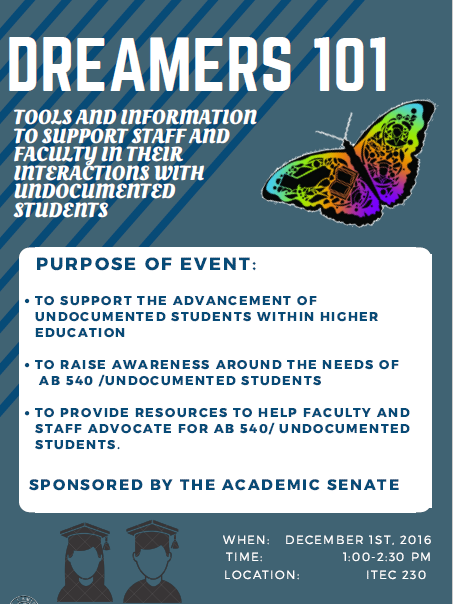 DREAMERS 101
TOOLS AND INFORMATION
TO SUPPORT STAFF AND
FACULTY IN THEIR
INTERACTIONS WITH
UNDOCUMENTED
STUDENTS
PURPOSE OF EVENT:
• TO SUPPORT THE ADVANCEMENT OF
UNDOCUMENTED STUDENTS WITHIN HIGHER
EDUCATION
• TO RAISE AWARENESS AROUND THE NEEDS OF
AB 540 /UNDOCUMENTED STUDENTS
• TO PROVIDE RESOURCES TO HELP FACULTY AND
STAFF ADVOCATE FOR AB 540/ UNDOCUMENTED
STUDENTS.
SPONSORED BY THE ACADEMIC SENATE
WHEN: DECEMBER 1ST, 2016
TIME: 1:00-2:30 PM
LOCATION: ITEC 230